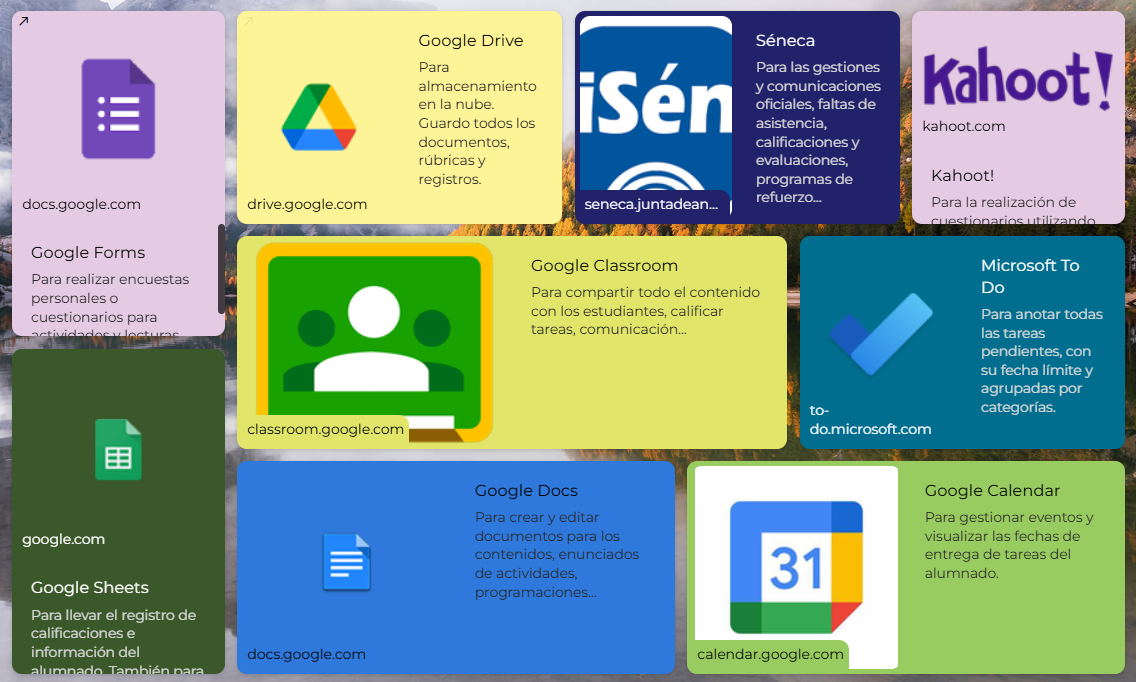 docs.google.com
Google Forms
Para realizar encuestas
personales o
cuestionarios para
actividades y lecturas
Google Drive
Para
almacenamiento
en la nube.
Guardo todos los
documentos,
rúbricas y
registros.
drive.google.com
iSén
seneca.juntadean...
Séneca
Para las gestiones
y comunicaciones
oficiales, faltas de
asistencia,
calificaciones y
evaluaciones,
programas de
refuerzo...
Kahoot!
kahoot.com
Kahoot!
Para la realización de
cuestionarios utilizando
classroom.google.com
Google Classroom
Para compartir todo el contenido
con los estudiantes, calificar
tareas, comunicación...
to-
do.microsoft.com
Microsoft To
Do
Para anotar todas
las tareas
pendientes, con
su fecha límite y
agrupadas por
categorías.
google.com
Google Sheets
Para llevar el registro de
calificaciones e
información del
alumnado. También para
docs.google.com
Google Docs
Para crear y editar
documentos para los
contenidos, enunciados
de actividades,
programaciones...
31
calendar.google.com
Google Calendar
Para gestionar eventos y
visualizar las fechas de
entrega de tareas del
alumnado.